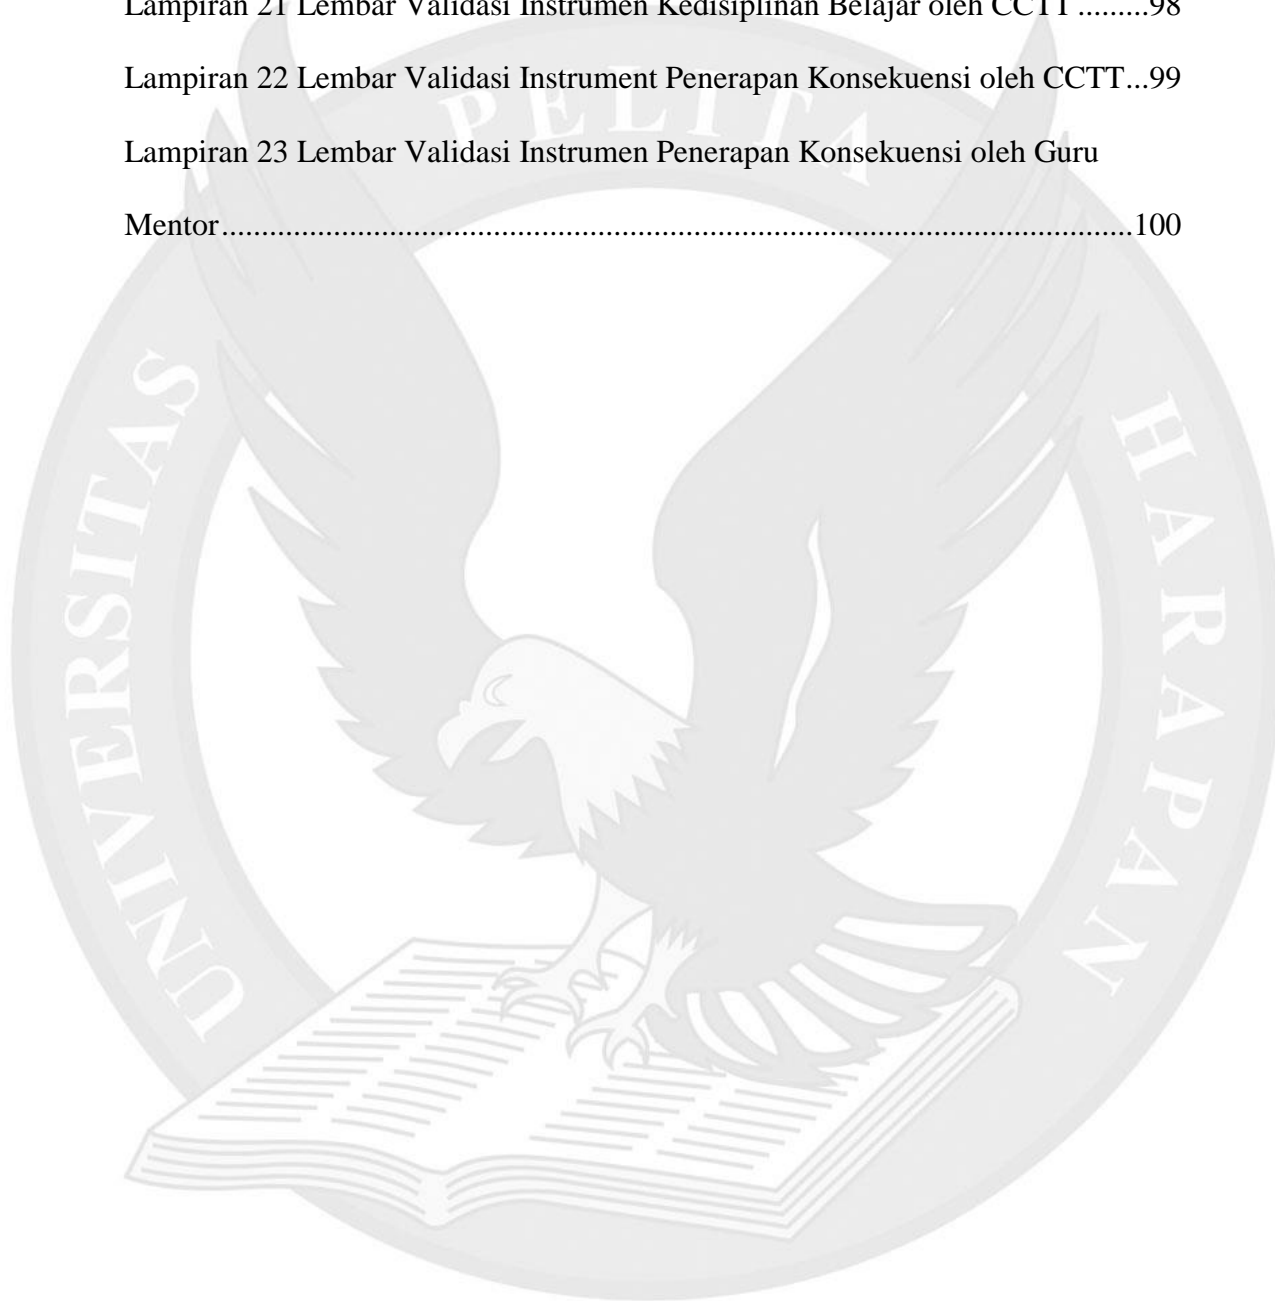 Lampiran 21 Lembar Validasi Instrumen Kedisiplinan Belajar oleh CCTT .........98
Lampiran 22 Lembar Validasi Instrument Penerapan Konsekuensi oleh CCTT...99
Lampiran 23 Lembar Validasi Instrumen Penerapan Konsekuensi oleh Guru
Mentor...........................................................................................................100
UNIVERSITAS PELITA HARAPAN